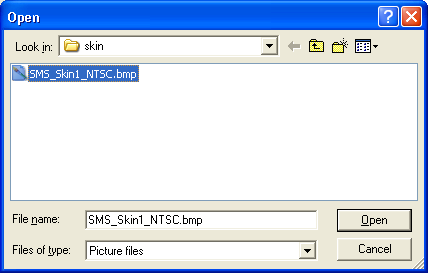 Open
Look in: skin
SMS_Skin1_NTSC.bmp
File name: SMS_Skin1_NTSC.bmp Open
Files of type: Picture files Cancel